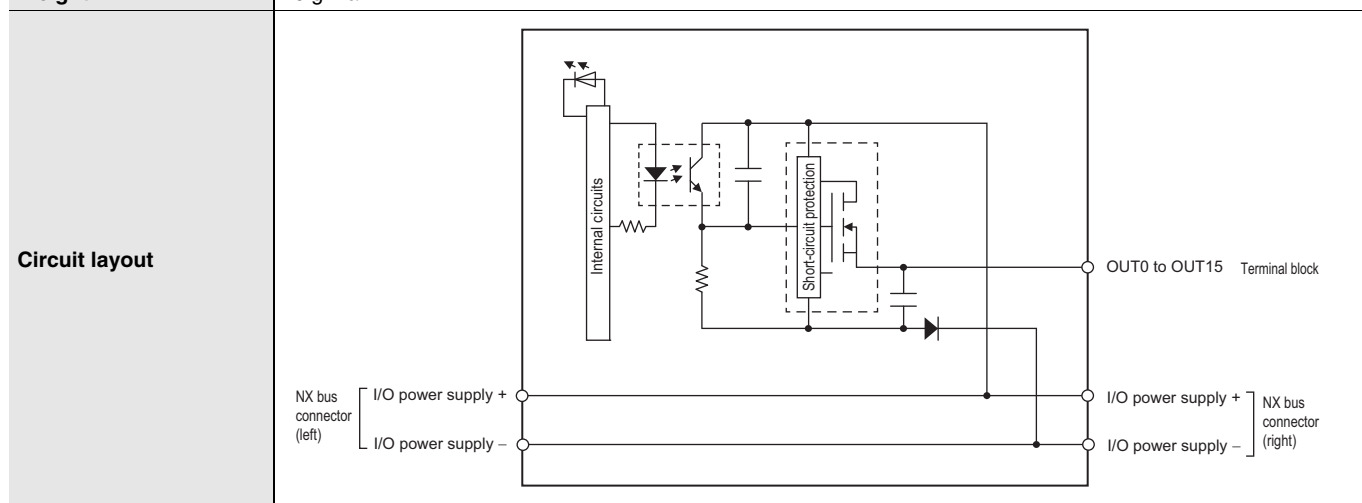 Circuit layout
Internal circuits
Short-circuit protection
OUT0 to OUT15 Terminal block
NX bus
connector
(left)
I/O power supply +
I/O power supply –
I/O power supply +
I/O power supply –
NX bus
connector
(right)